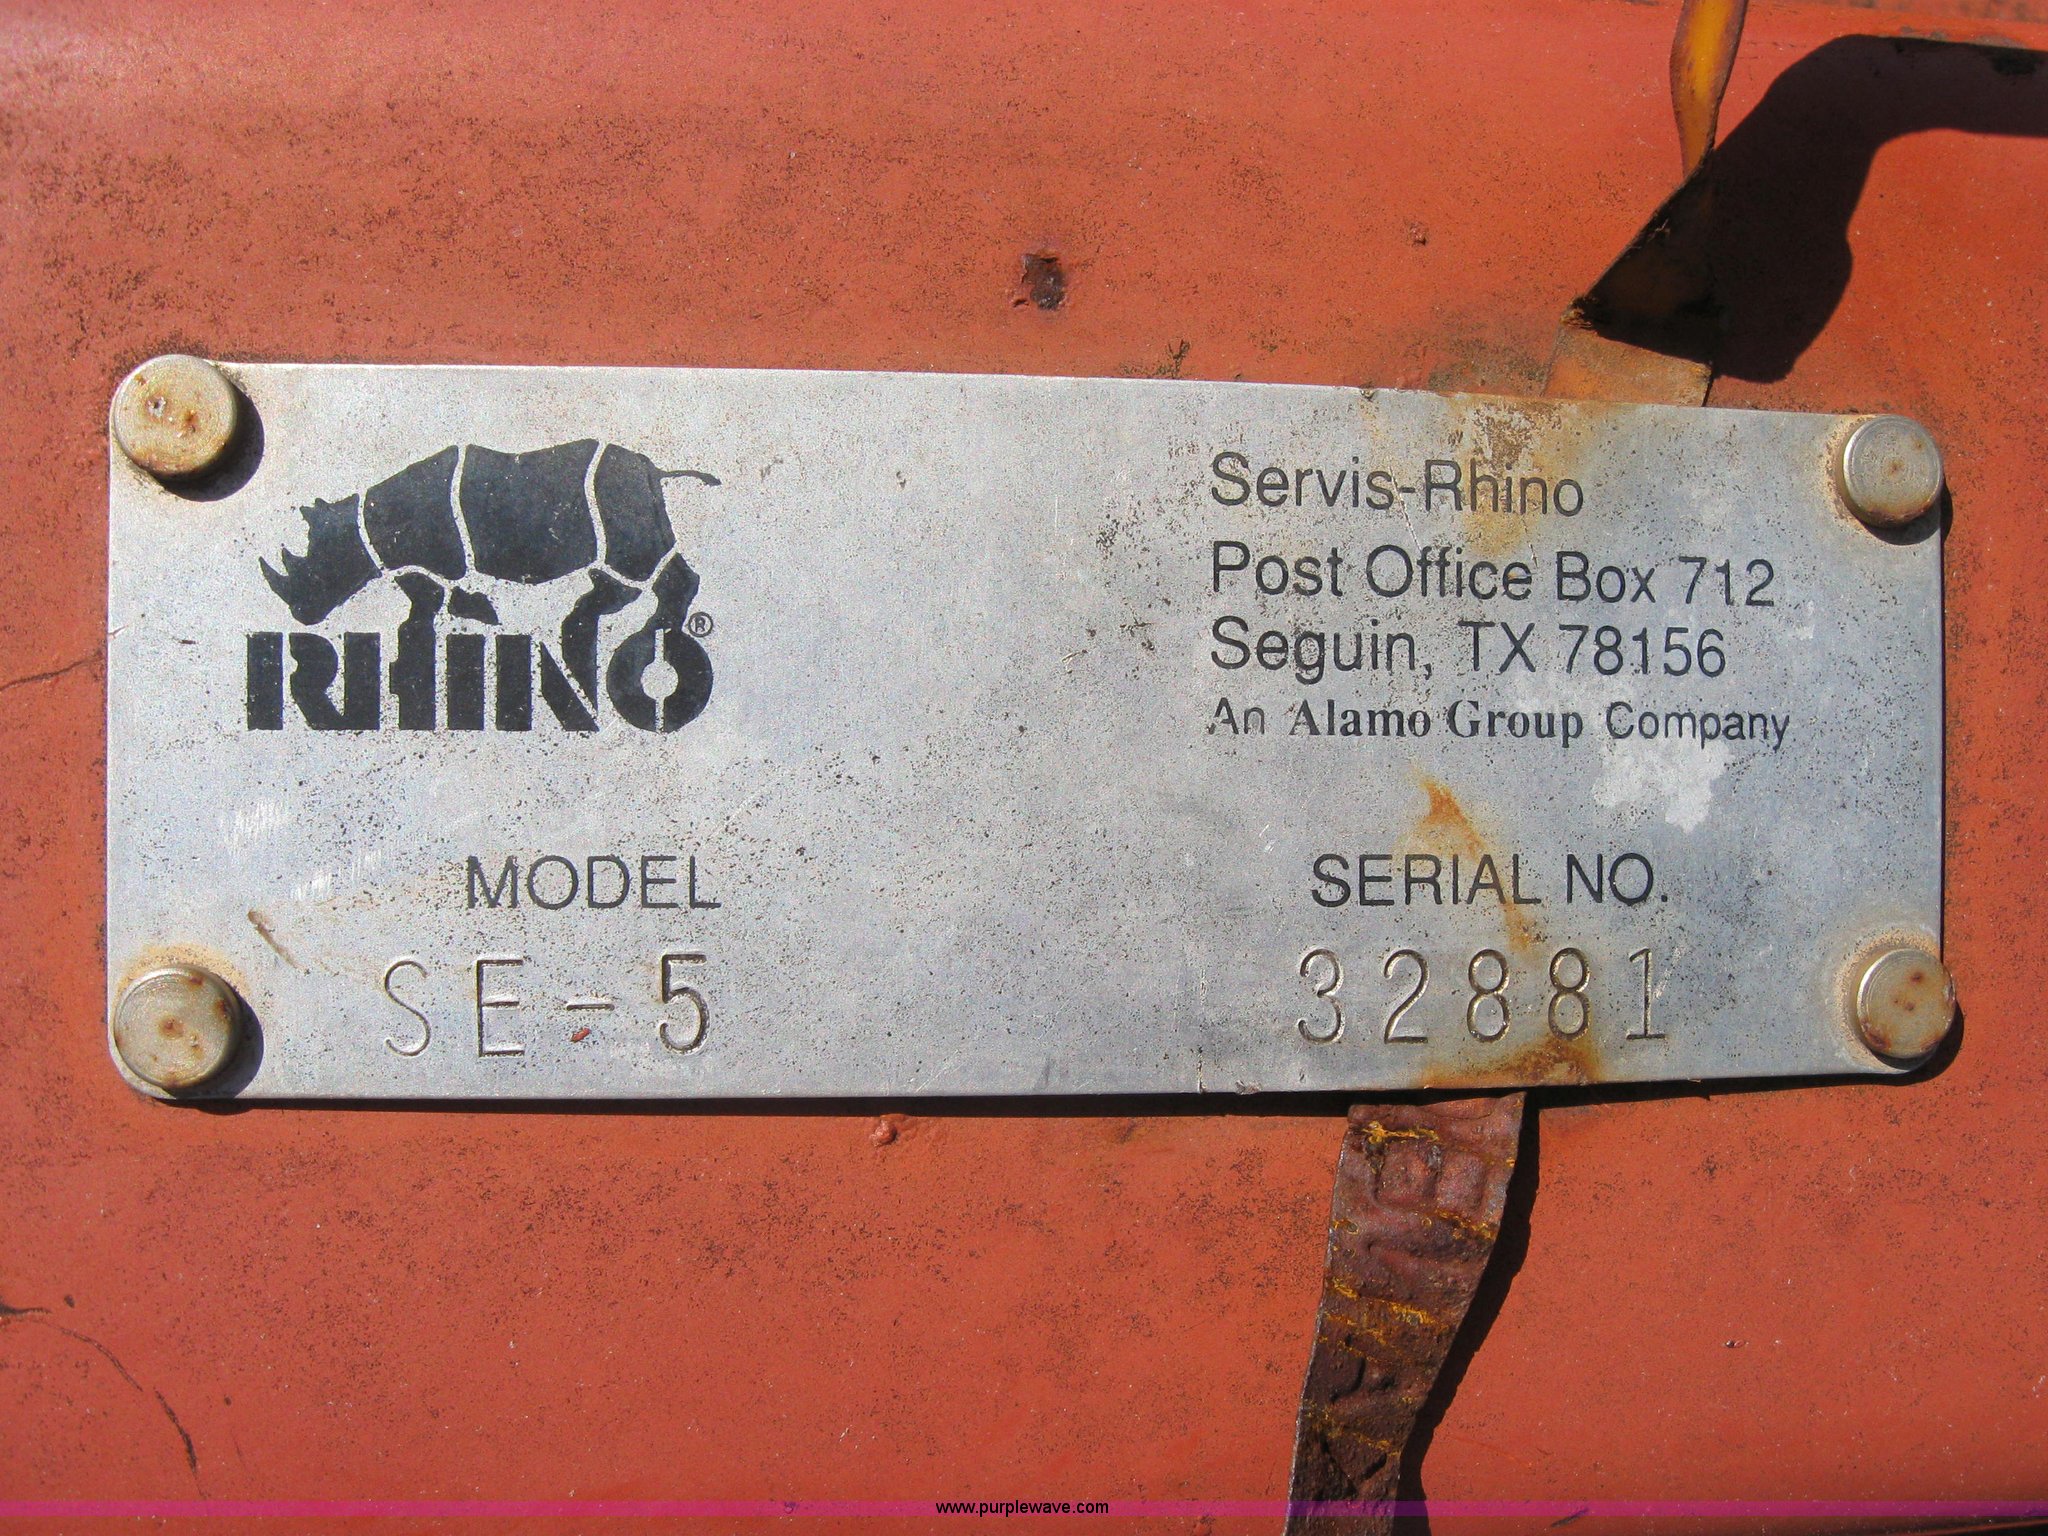 RHINO®
Servis-Rhino
Post Office Box 712
Seguin, TX 78156
An Alamo Group Company
MODEL
SERIAL NO.
SE-5
32881
www.purplewave.com